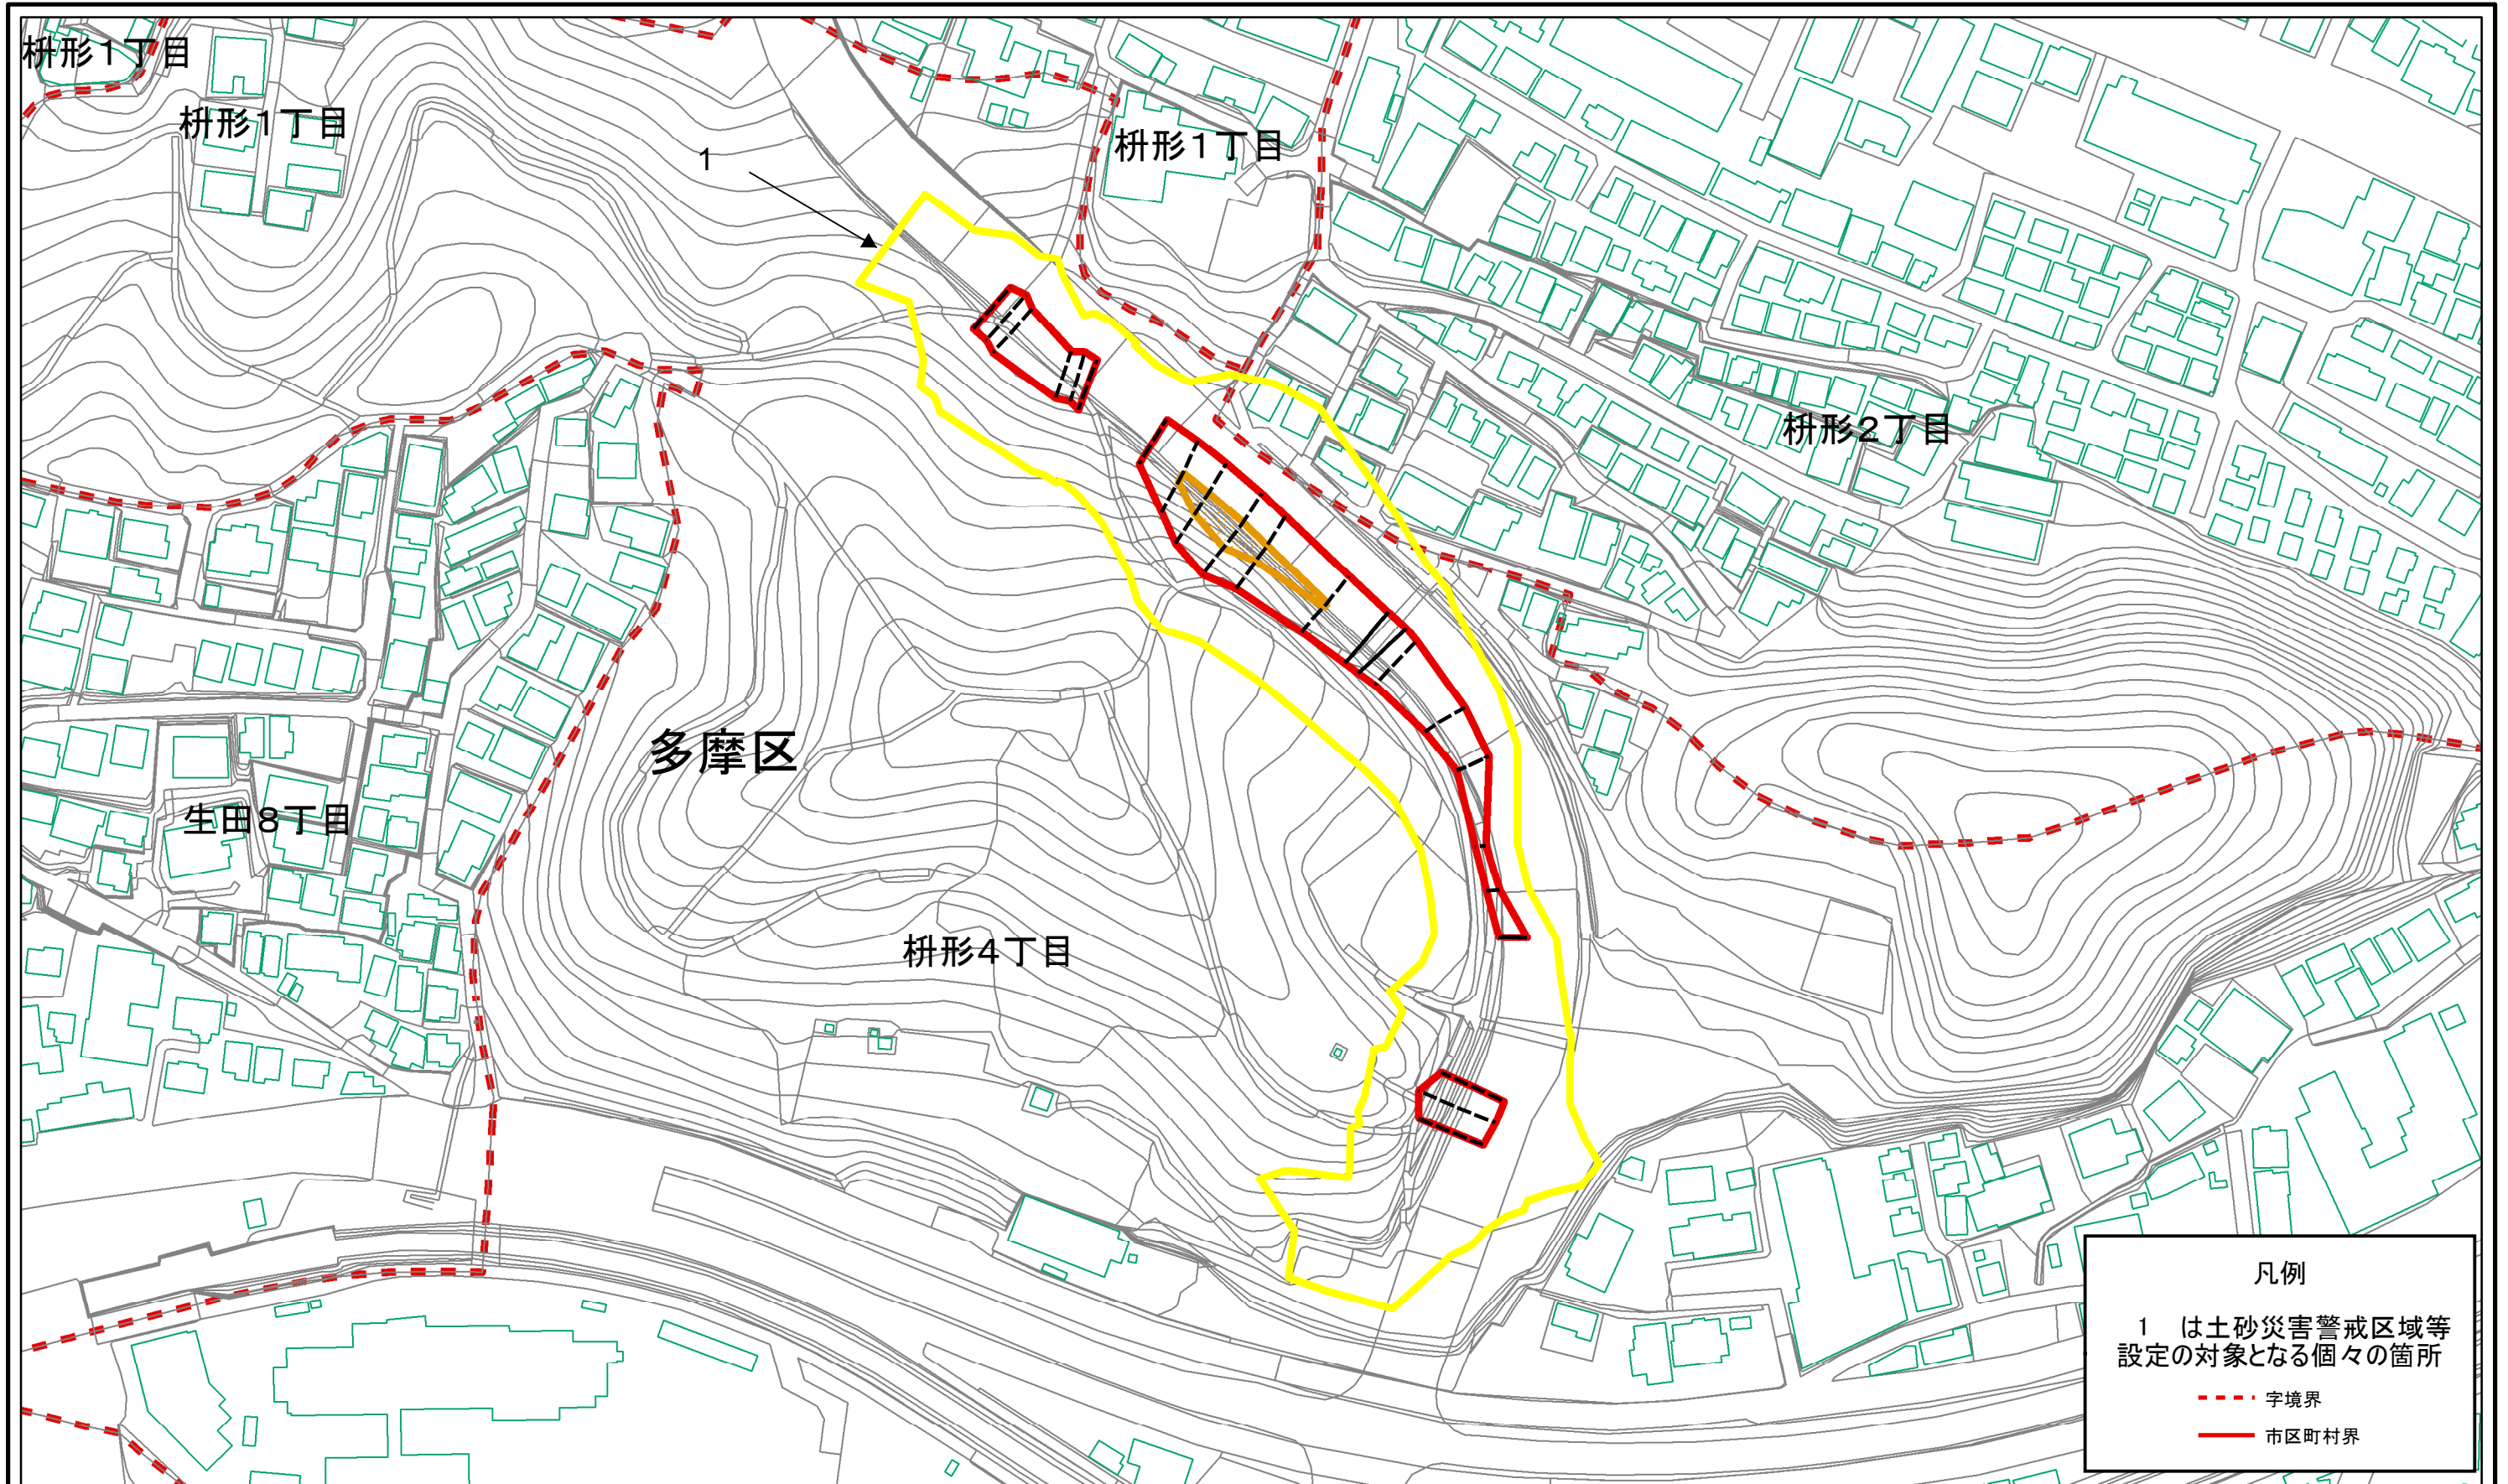 枡形1丁目
枡形1丁目
枡形1丁目
1
枡形2丁目
多摩区
生田8丁目
枡形4丁目
凡例
1　は土砂災害警戒区域等
設定の対象となる個々の箇所
字境界
市区町村界